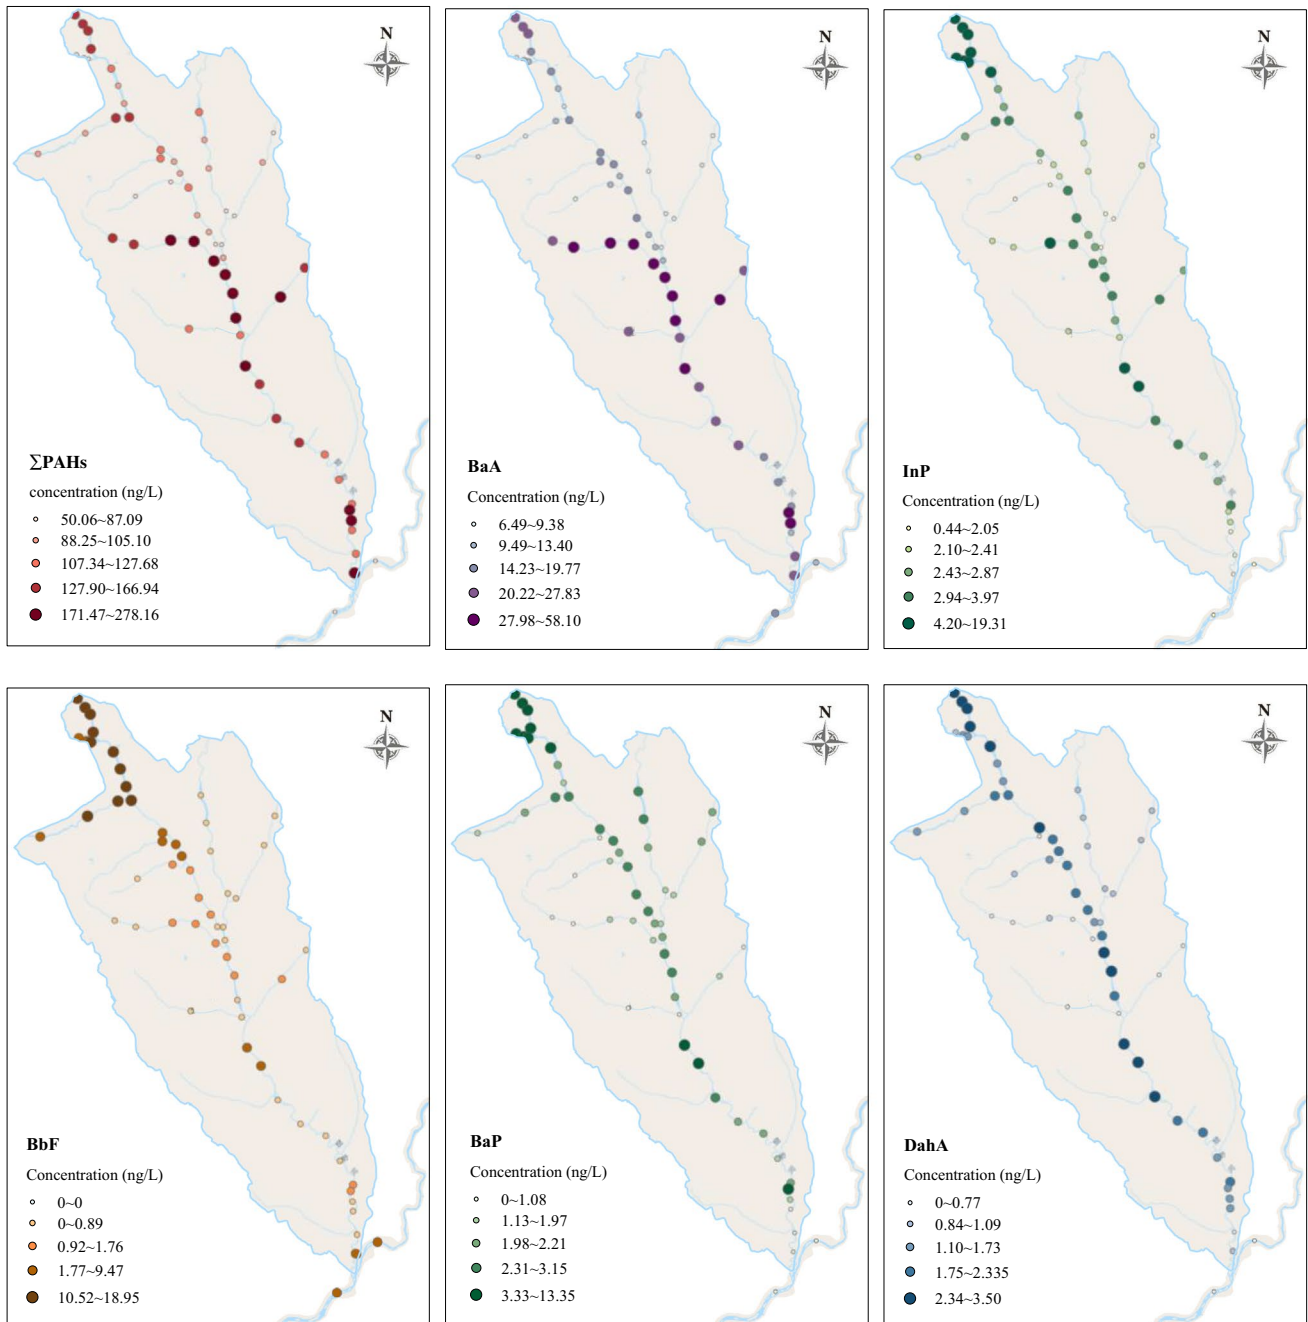 N
∑PAHs
concentration (ng/L)
50.06~87.09
88.25~105.10
107.34~127.68
127.90~166.94
171.47~278.16
N
BaA
Concentration (ng/L)
6.49~9.38
9.49~13.40
14.23~19.77
20.22~27.83
27.98~58.10
N
InP
Concentration (ng/L)
0.44~2.05
2.10~2.41
2.43~2.87
2.94~3.97
4.20~19.31
N
BbF
Concentration (ng/L)
0~0
0~0.89
0.92~1.76
1.77~9.47
10.52~18.95
N
BaP
Concentration (ng/L)
0~1.08
1.13~1.97
1.98~2.21
2.31~3.15
3.33~13.35
N
DahA
Concentration (ng/L)
0~0.77
0.84~1.09
1.10~1.73
1.75~2.335
2.34~3.50